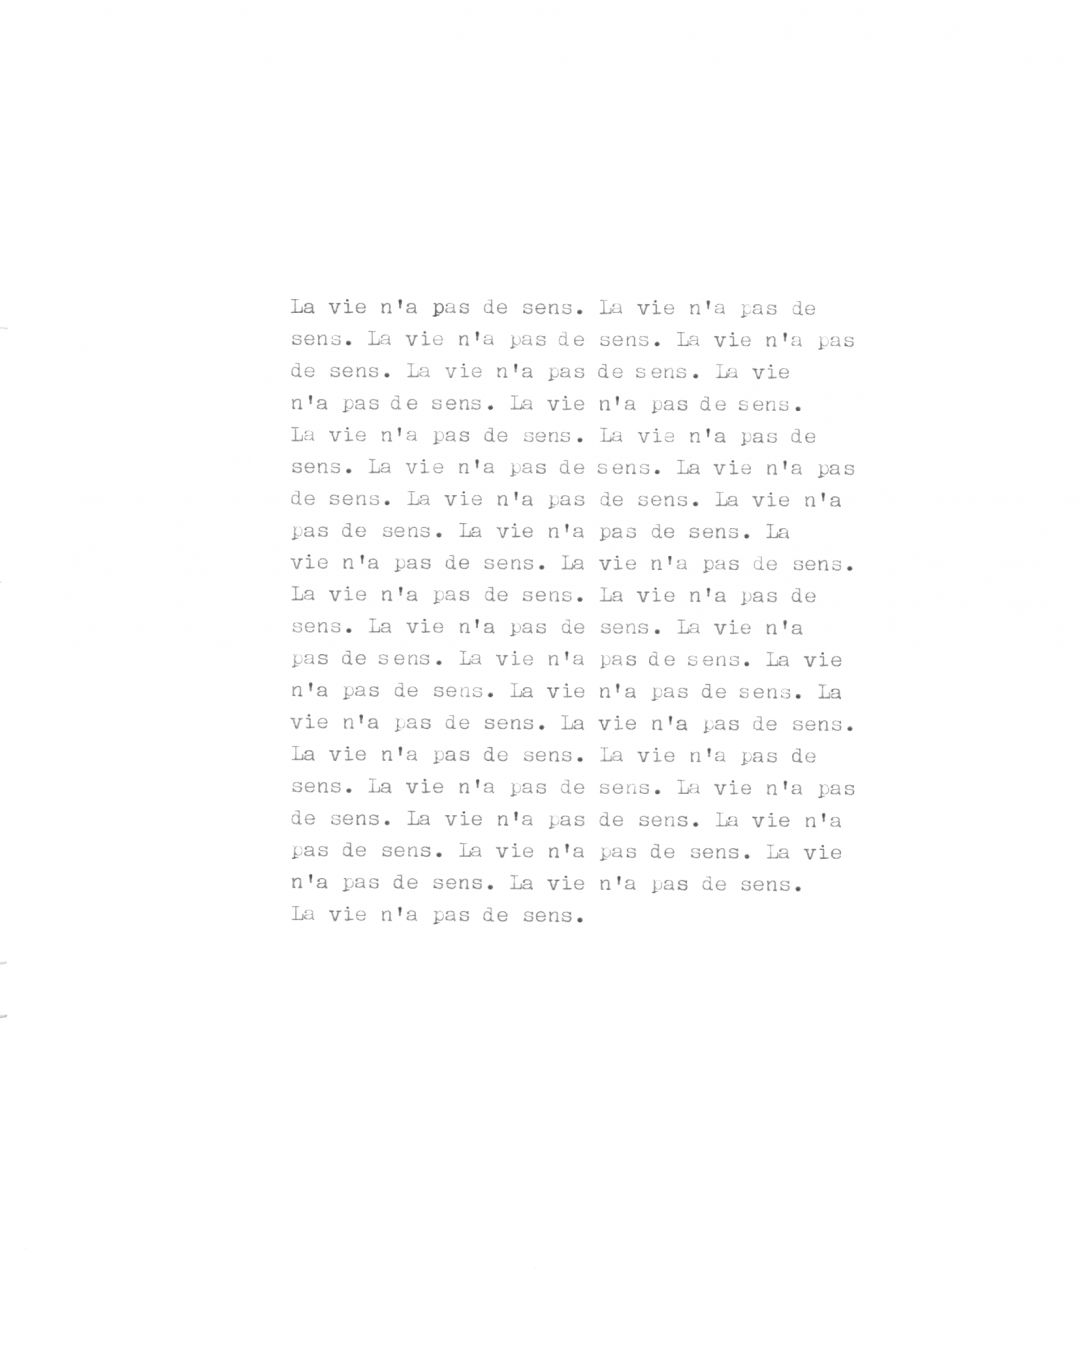 La vie n'a pas de sens. La vie n'a pas de
sens. La vie n'a pas de sens. La vie n'a pas
de sens. La vie n'a pas de sens. La vie
n'a pas de sens. La vie n'a pas de sens.
La vie n'a pas de sens. La vie n'a pas de
sens. La vie n'a pas de sens. La vie n'a pas
de sens. La vie n'a pas de sens. La vie n'a
pas de sens. La vie n'a pas de sens. La
vie n'a pas de sens. La vie n'a pas de sens.
La vie n'a pas de sens. La vie n'a pas de
sens. La vie n'a pas de sens. La vie n'a
pas de sens. La vie n'a pas de sens. La vie
n'a pas de sens. La vie n'a pas de sens. La
vie n'a pas de sens. La vie n'a pas de sens.
La vie n'a pas de sens. La vie n'a pas de
sens. La vie n'a pas de sens. La vie n'a pas
de sens. La vie n'a pas de sens. La vie n'a
pas de sens. La vie n'a pas de sens. La vie
n'a pas de sens. La vie n'a pas de sens.
La vie n'a pas de sens.